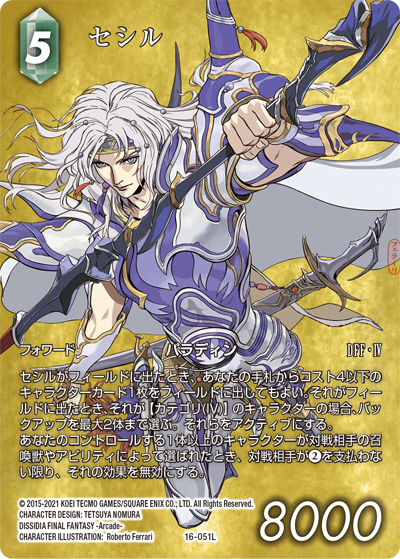 5
セシル
フェラーリ
フォワード
パラディン
DFF・IV
セシルがフィールドに出たとき、あなたの手札からコスト4以下の
キャラクターカード1枚をフィールドに出してもよい。それがフィー
ルドに出たとき、それが【カテゴリ(IV)】のキャラクターの場合、バッ
クアップを最大2体まで選ぶ。それらをアクティブにする。
あなたのコントロールする1体以上のキャラクターが対戦相手の召
喚獣やアビリティによって選ばれたとき、対戦相手が❷を支払わな
い限り、それの効果を無効にする。
© 2015-2021 KOEI TECMO GAMES/SQUARE ENIX CO.; LTD. All Rights Reserved.
CHARACTER DESIGN: TETSUYA NOMURA
DISSIDIA FINAL FANTASY -Arcade-
CHARACTER ILLUSTRATION: Roberto Ferrari
16-051L
8000